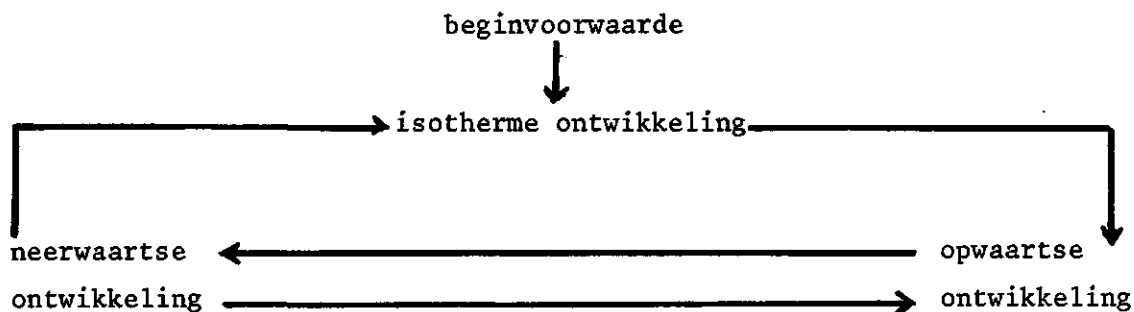 beginvoorwaarde
isotherme ontwikkeling
neerwaartse opwaartse
ontwikkeling ontwikkeling